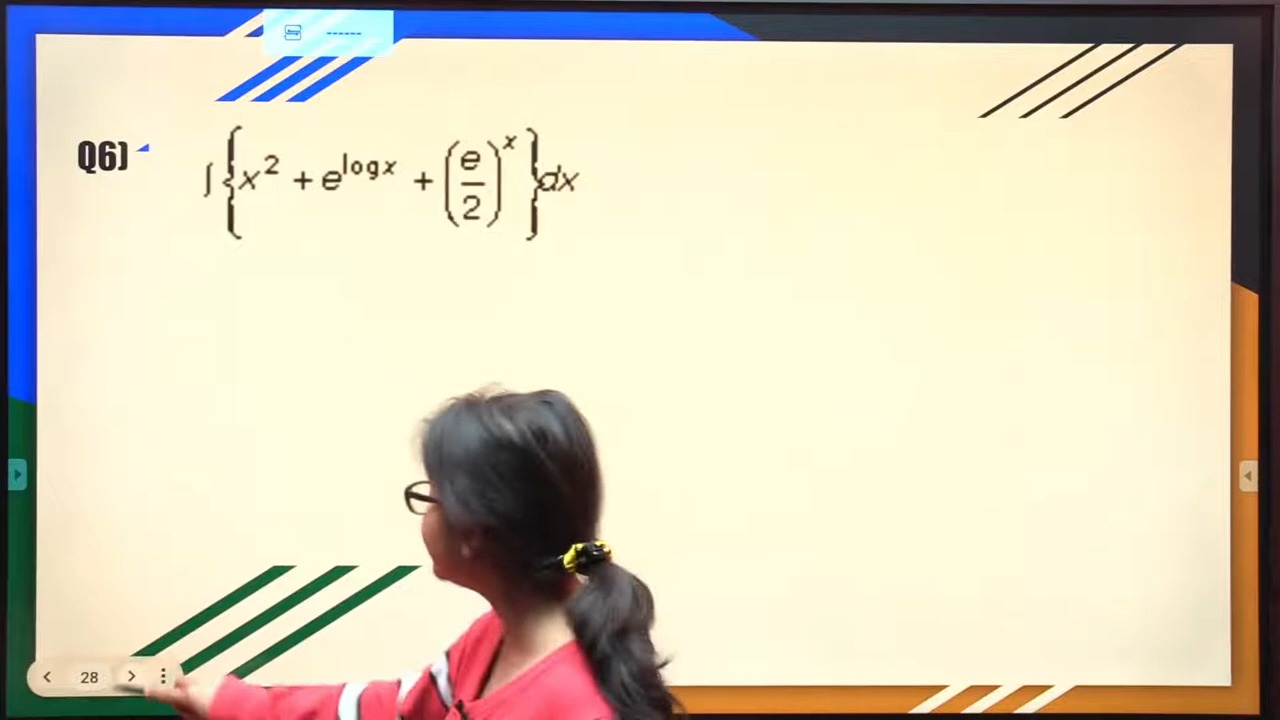 Q6) ∫{x² + e^{log x} + (e/2)^x}dx
28